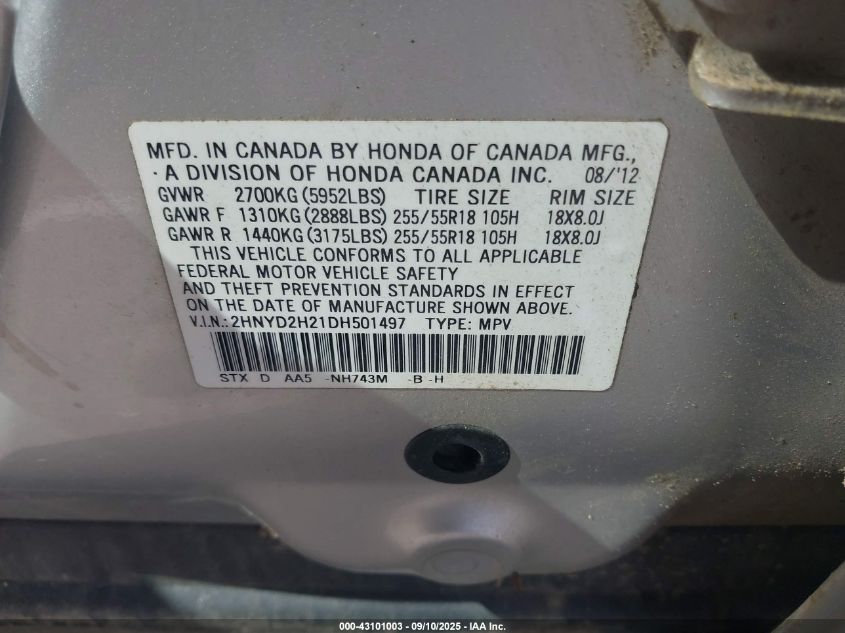 MFD. IN CANADA BY HONDA OF CANADA MFG.,
A DIVISION OF HONDA CANADA INC. 08/'12
GVWR 2700KG (5952LBS) TIRE SIZE RIM SIZE
GAWR F 1310KG (2888LBS) 255/55R18 105H 18X8.0J
GAWR R 1440KG (3175LBS) 255/55R18 105H 18X8.0J
THIS VEHICLE CONFORMS TO ALL APPLICABLE
FEDERAL MOTOR VEHICLE SAFETY
AND THEFT PREVENTION STANDARDS IN EFFECT
ON THE DATE OF MANUFACTURE SHOWN ABOVE.
V.I.N.: 2HNYD2H21DH501497 TYPE: MPV
STX D AA5 -NH743M -B -H
000-43101003 - 09/10/2025 - IAA Inc.